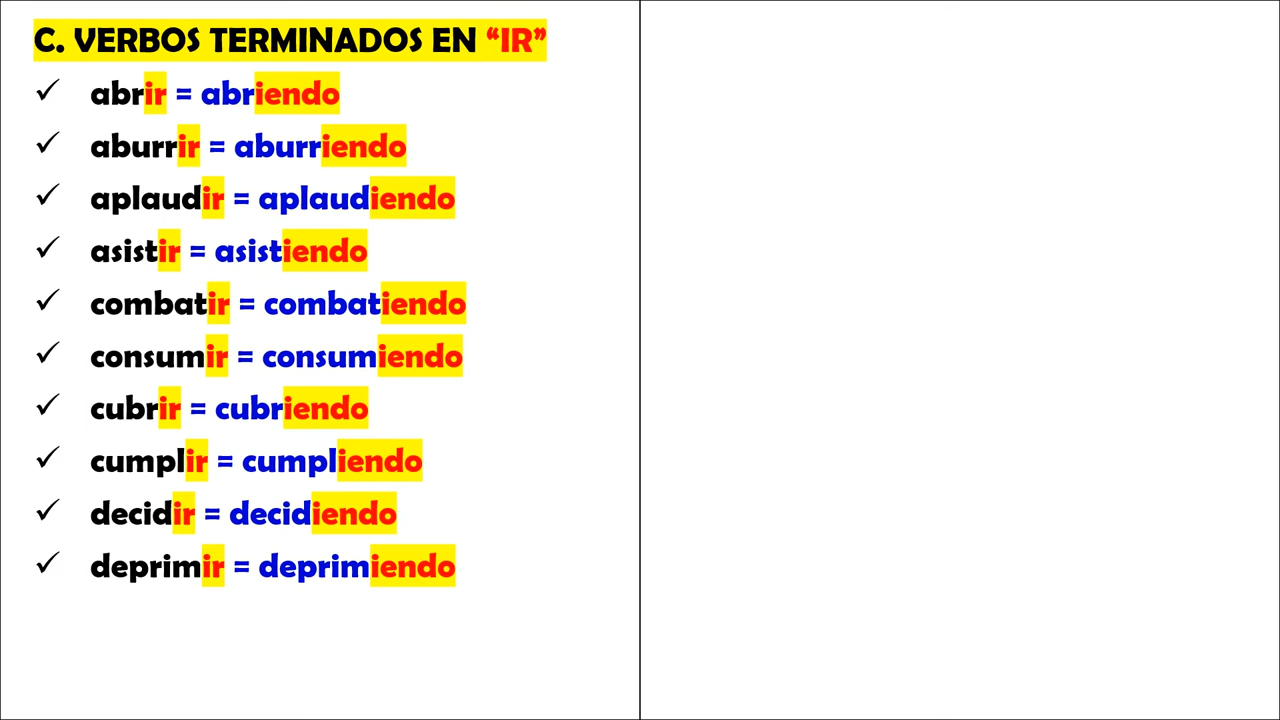 C. VERBOS TERMINADOS EN “IR”
✓ abrir = abriendo
✓ aburrir = aburriendo
✓ aplaudir = aplaudiendo
✓ asistir = asistiendo
✓ combatir = combatiendo
✓ consumir = consumiendo
✓ cubrir = cubriendo
✓ cumplir = cumpliendo
✓ decidir = decidiendo
✓ deprimir = deprimiendo